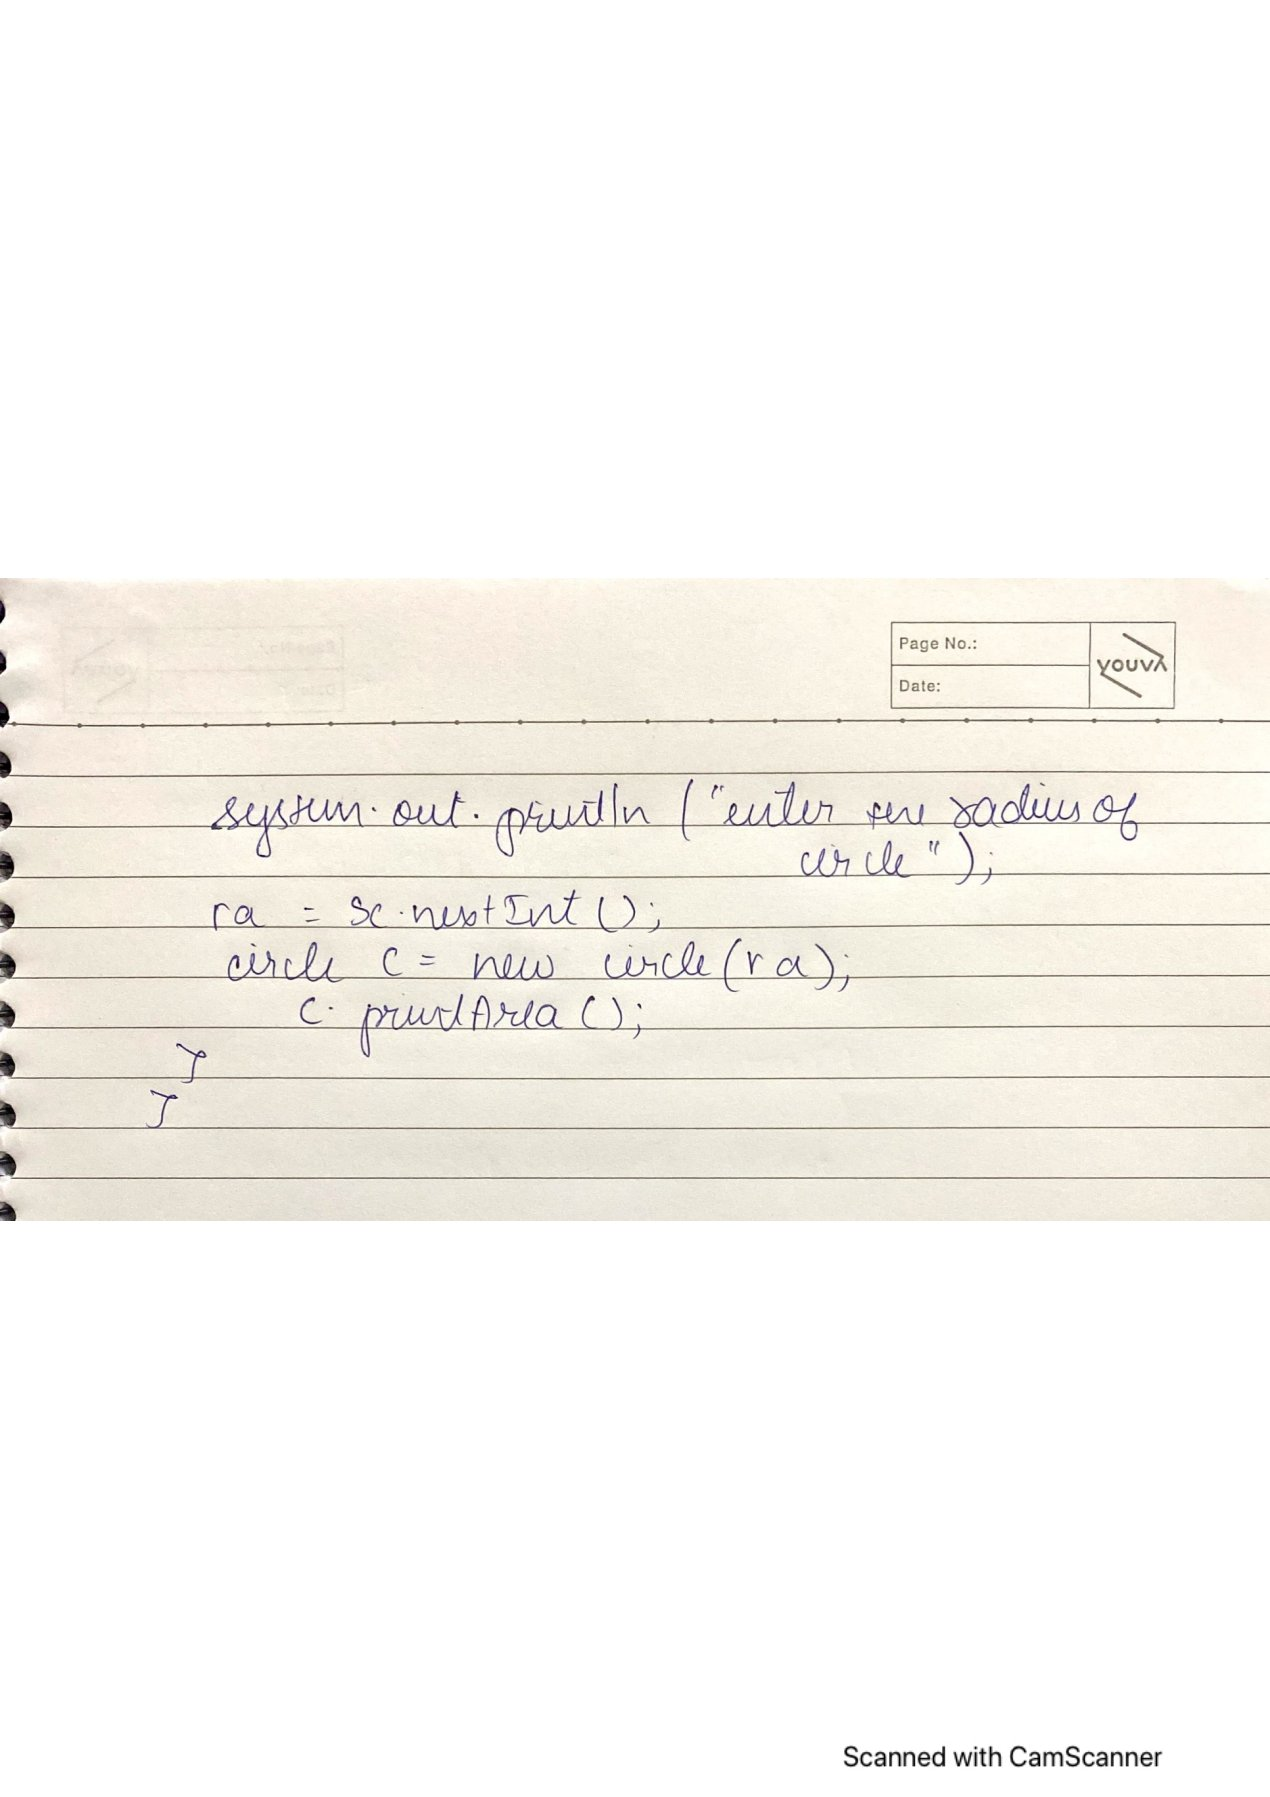 Page No.:
Date:
youva
system.out.println ("enter the radius of
circle");
ra = sc.nextInt();
circle c = new circle(ra);
c.printArea();
}
}
Scanned with CamScanner